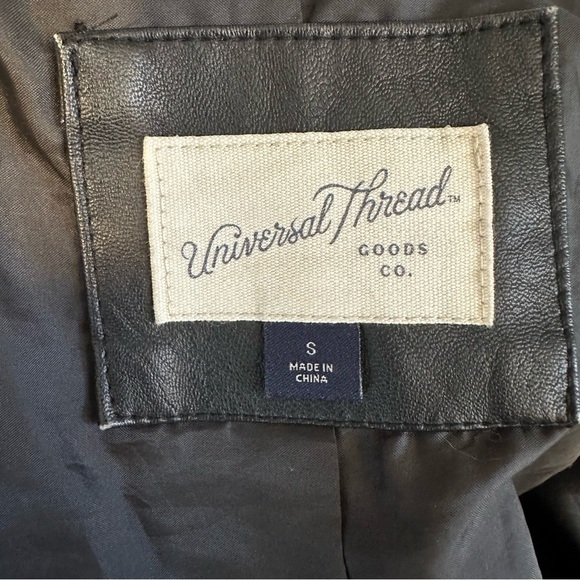 Universal Thread™
GOODS
CO.
S
MADE IN
CHINA